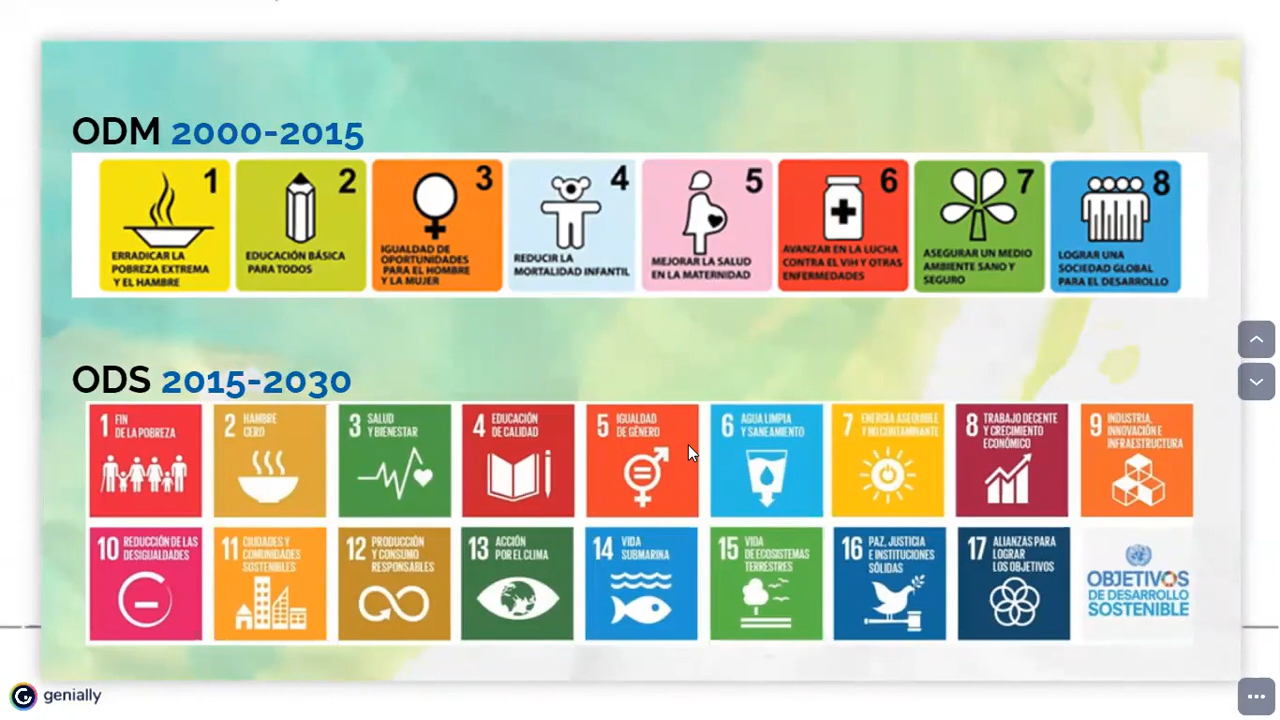 ODM 2000-2015
1
ERRADICAR LA
POBREZA EXTREMA
Y EL HAMBRE
2
EDUCACIÓN BÁSICA
PARA TODOS
3
IGUALDAD DE
OPORTUNIDADES
PARA EL HOMBRE
Y LA MUJER
4
REDUCIR LA
MORTALIDAD INFANTIL
5
MEJORAR LA SALUD
EN LA MATERNIDAD
6
AVANZAR EN LA LUCHA
CONTRA EL VIH Y OTRAS
ENFERMEDADES
7
ASEGURAR UN MEDIO
AMBIENTE SANO Y
SEGURO
8
LOGRAR UNA
SOCIEDAD GLOBAL
PARA EL DESARROLLO
ODS 2015-2030
1 FIN
DE LA POBREZA
2 HAMBRE
CERO
3 SALUD
Y BIENESTAR
4 EDUCACIÓN
DE CALIDAD
5 IGUALDAD
DE GÉNERO
6 AGUA LIMPIA
Y SANEAMIENTO
7 ENERGÍA ASEQUIBLE
Y NO CONTAMINANTE
8 TRABAJO DECENTE
Y CRECIMIENTO
ECONÓMICO
9 INDUSTRIA,
INNOVACIÓN E
INFRAESTRUCTURA
10 REDUCCIÓN DE LAS
DESIGUALDADES
11 CIUDADES Y
COMUNIDADES
SOSTENIBLES
12 PRODUCCIÓN
Y CONSUMO
RESPONSABLES
13 ACCIÓN
POR EL CLIMA
14 VIDA
SUBMARINA
15 VIDA
DE ECOSISTEMAS
TERRESTRES
16 PAZ, JUSTICIA
E INSTITUCIONES
SÓLIDAS
17 ALIANZAS PARA
LOGRAR
LOS OBJETIVOS
OBJETIVOS
DE DESARROLLO
SOSTENIBLE
genially